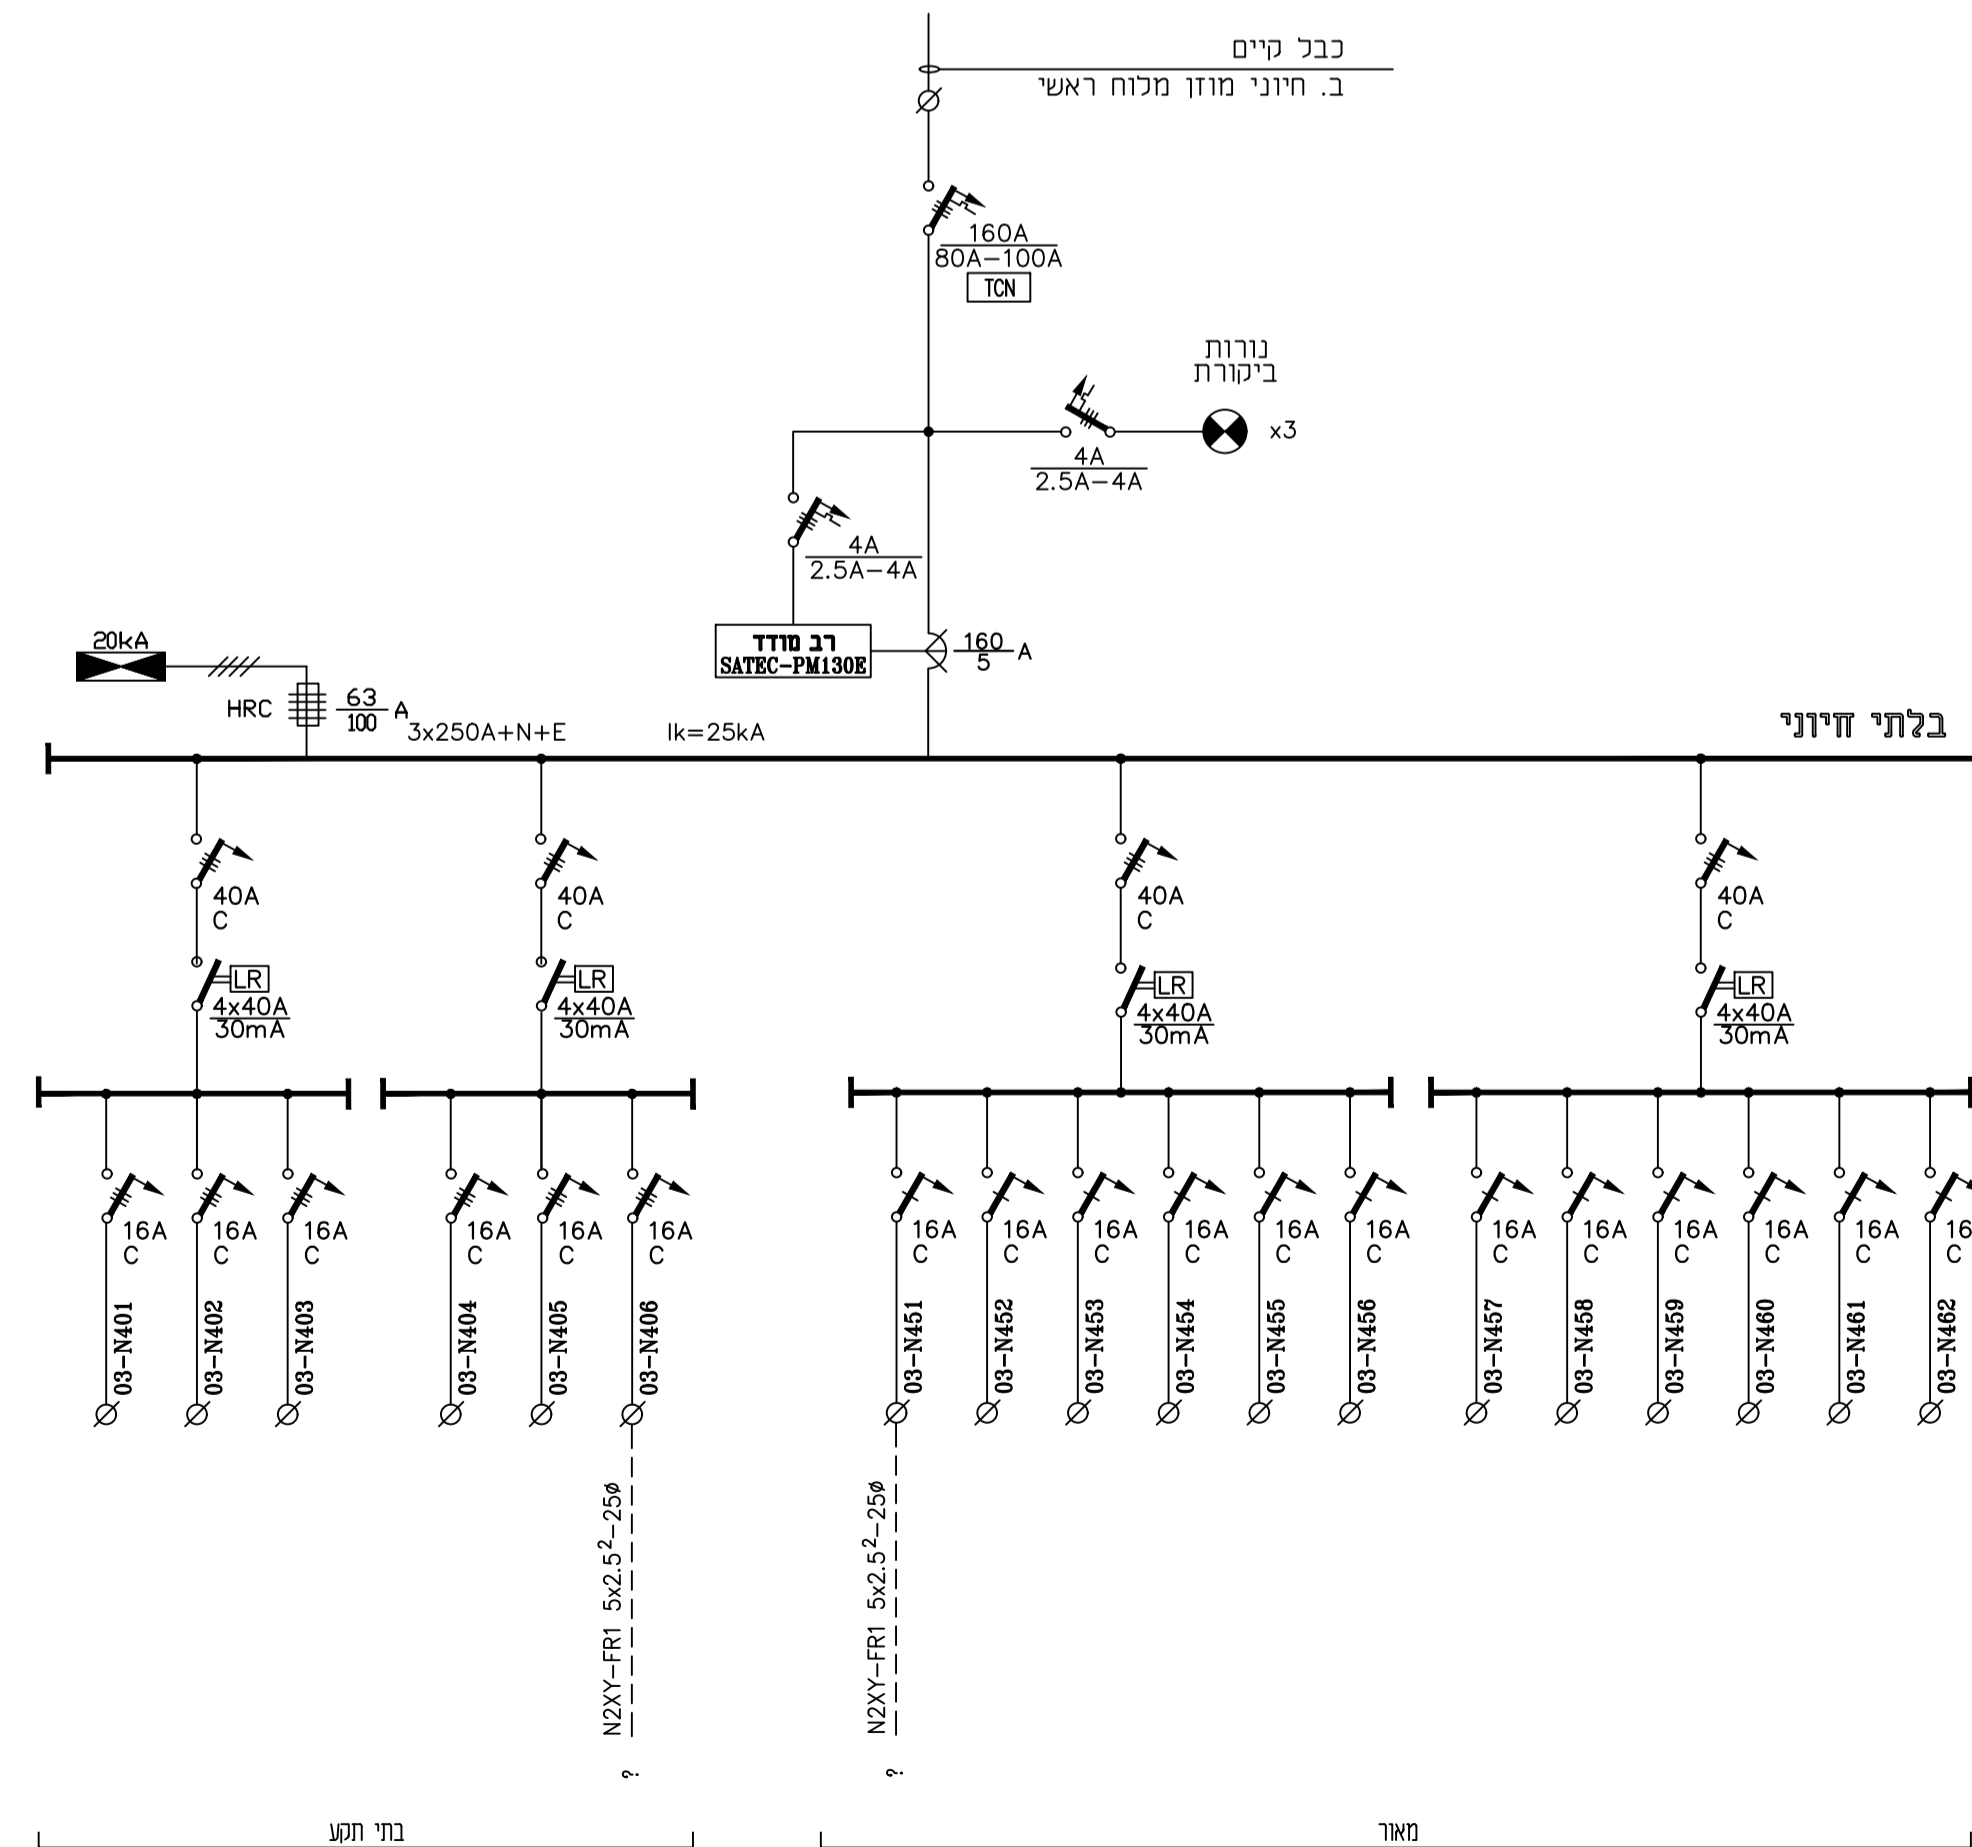 כבל קיים
ב. חיוני מוזן מלוח ראשי
160A
80A-100A
TCN
נורות
ביקורת
x3
4A
2.5A-4A
4A
2.5A-4A
רב מודד
SATEC-PM130E
160
5
A
20kA
HRC
63
100
A
3x250A+N+E
Ik=25kA
בלתי חיוני
40A
C
40A
C
40A
C
40A
C
LR
4x40A
30mA
LR
4x40A
30mA
LR
4x40A
30mA
LR
4x40A
30mA
16A
C
16A
C
16A
C
16A
C
16A
C
16A
C
16A
C
16A
C
16A
C
16A
C
16A
C
16A
C
16A
C
16A
C
16A
C
16A
C
16A
C
16
C
03-N401
03-N402
03-N403
03-N404
03-N405
03-N406
03-N451
03-N452
03-N453
03-N454
03-N455
03-N456
03-N457
03-N458
03-N459
03-N460
03-N461
03-N462
N2XY-FR1 5x2.5²-25ø
?
N2XY-FR1 5x2.5²-25ø
?
בתי תקע
מאור